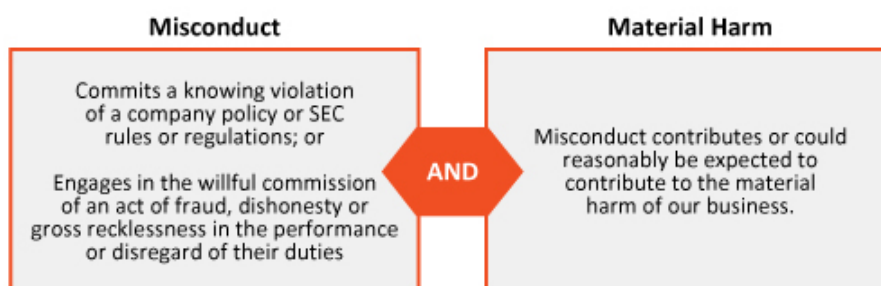 Misconduct
Commits a knowing violation
of a company policy or SEC
rules or regulations; or
Engages in the willful commission
of an act of fraud, dishonesty or
gross recklessness in the performance
or disregard of their duties
AND
Material Harm
Misconduct contributes or could
reasonably be expected to
contribute to the material
harm of our business.